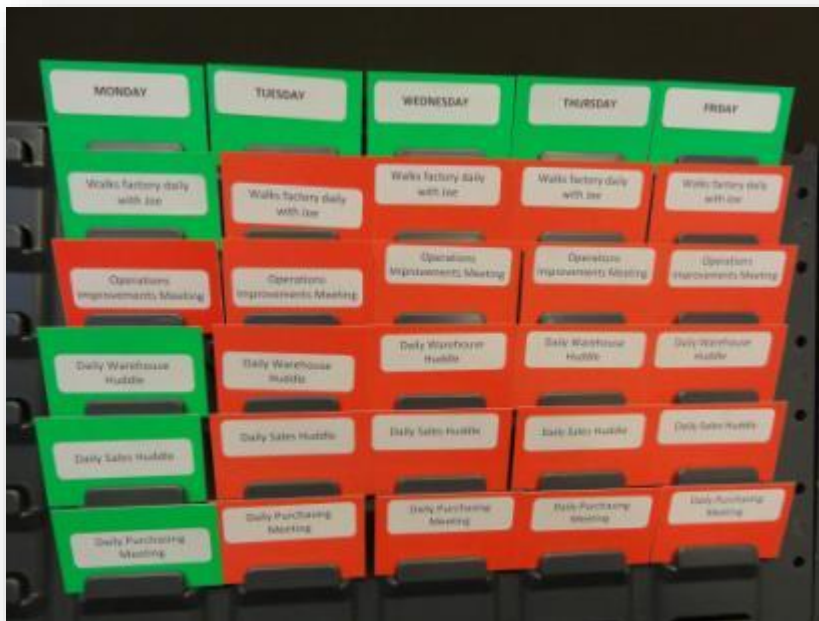 MONDAY
TUESDAY
WEDNESDAY
THURSDAY
FRIDAY
Walks factory daily
with Joe
Walks factory daily
with Joe
Walks factory daily
with Joe
Walks factory daily
with Joe
Walks factory daily
with Joe
Operations
Improvements Meeting
Operations
Improvements Meeting
Operations
Improvements Meeting
Operations
Improvements Meeting
Operations
Improvements Meeting
Daily Warehouse
Huddle
Daily Warehouse
Huddle
Daily Warehouse
Huddle
Daily Warehouse
Huddle
Daily Warehouse
Huddle
Daily Sales Huddle
Daily Sales Huddle
Daily Sales Huddle
Daily Sales Huddle
Daily Sales Huddle
Daily Purchasing
Meeting
Daily Purchasing
Meeting
Daily Purchasing
Meeting
Daily Purchasing
Meeting
Daily Purchasing
Meeting